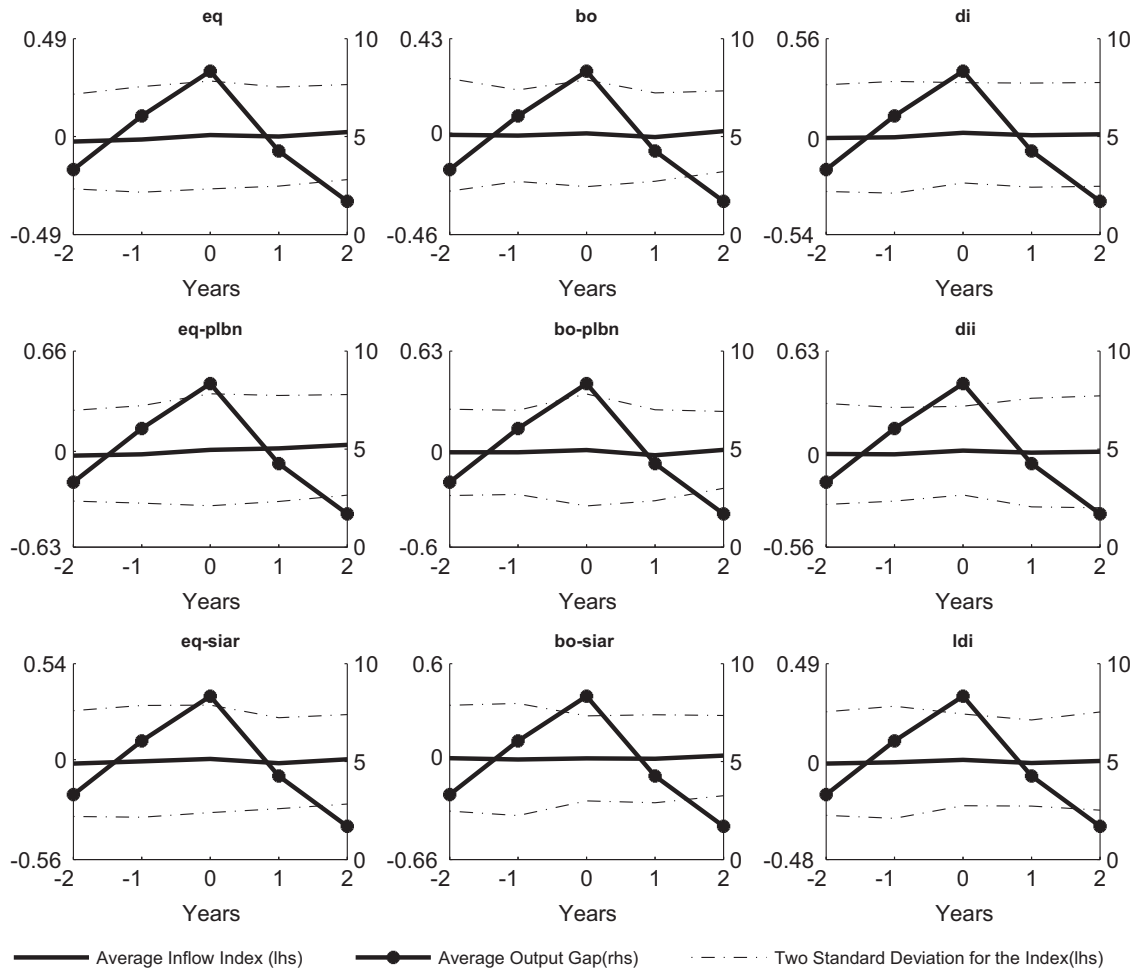 eq bo di
0.49 10 0.43 10 0.56 10
0 5 0 5 0 5
-0.49 0 -0.46 0 -0.54 0
-2 -1 0 1 2 -2 -1 0 1 2 -2 -1 0 1 2
Years Years Years
eq-plbn bo-plbn dii
0.66 10 0.63 10 0.63 10
0 5 0 5 0 5
-0.63 0 -0.6 0 -0.56 0
-2 -1 0 1 2 -2 -1 0 1 2 -2 -1 0 1 2
Years Years Years
eq-siar bo-siar ldi
0.54 10 0.6 10 0.49 10
0 5 0 5 0 5
-0.56 0 -0.66 0 -0.48 0
-2 -1 0 1 2 -2 -1 0 1 2 -2 -1 0 1 2
Years Years Years
Average Inflow Index (lhs) Average Output Gap(rhs) Two Standard Deviation for the Index(lhs)